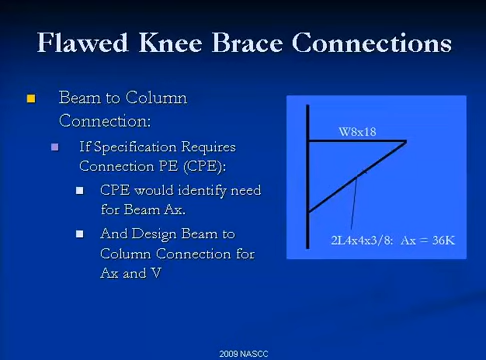 Flawed Knee Brace Connections
Beam to Column
Connection:
If Specification Requires
Connection PE (CPE):
CPE would identify need
for Beam Ax.
And Design Beam to
Column Connection for
Ax and V
W8x18
2L4x4x3/8: Ax = 36K
2009 NASCC